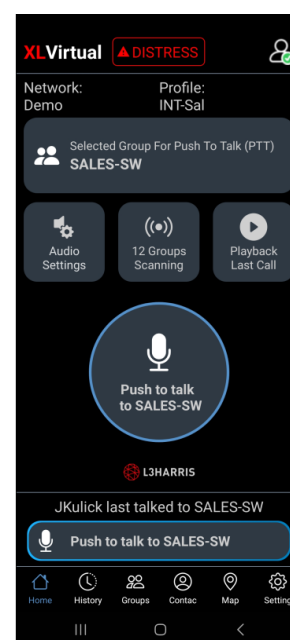 XLVirtual DISTRESS
Network: Profile:
Demo INT-Sal
Selected Group For Push To Talk (PTT)
SALES-SW
Audio Settings
12 Groups Scanning
Playback Last Call
Push to talk
to SALES-SW
L3HARRIS
JKulick last talked to SALES-SW
Push to talk to SALES-SW
Home History Groups Contac Map Setting